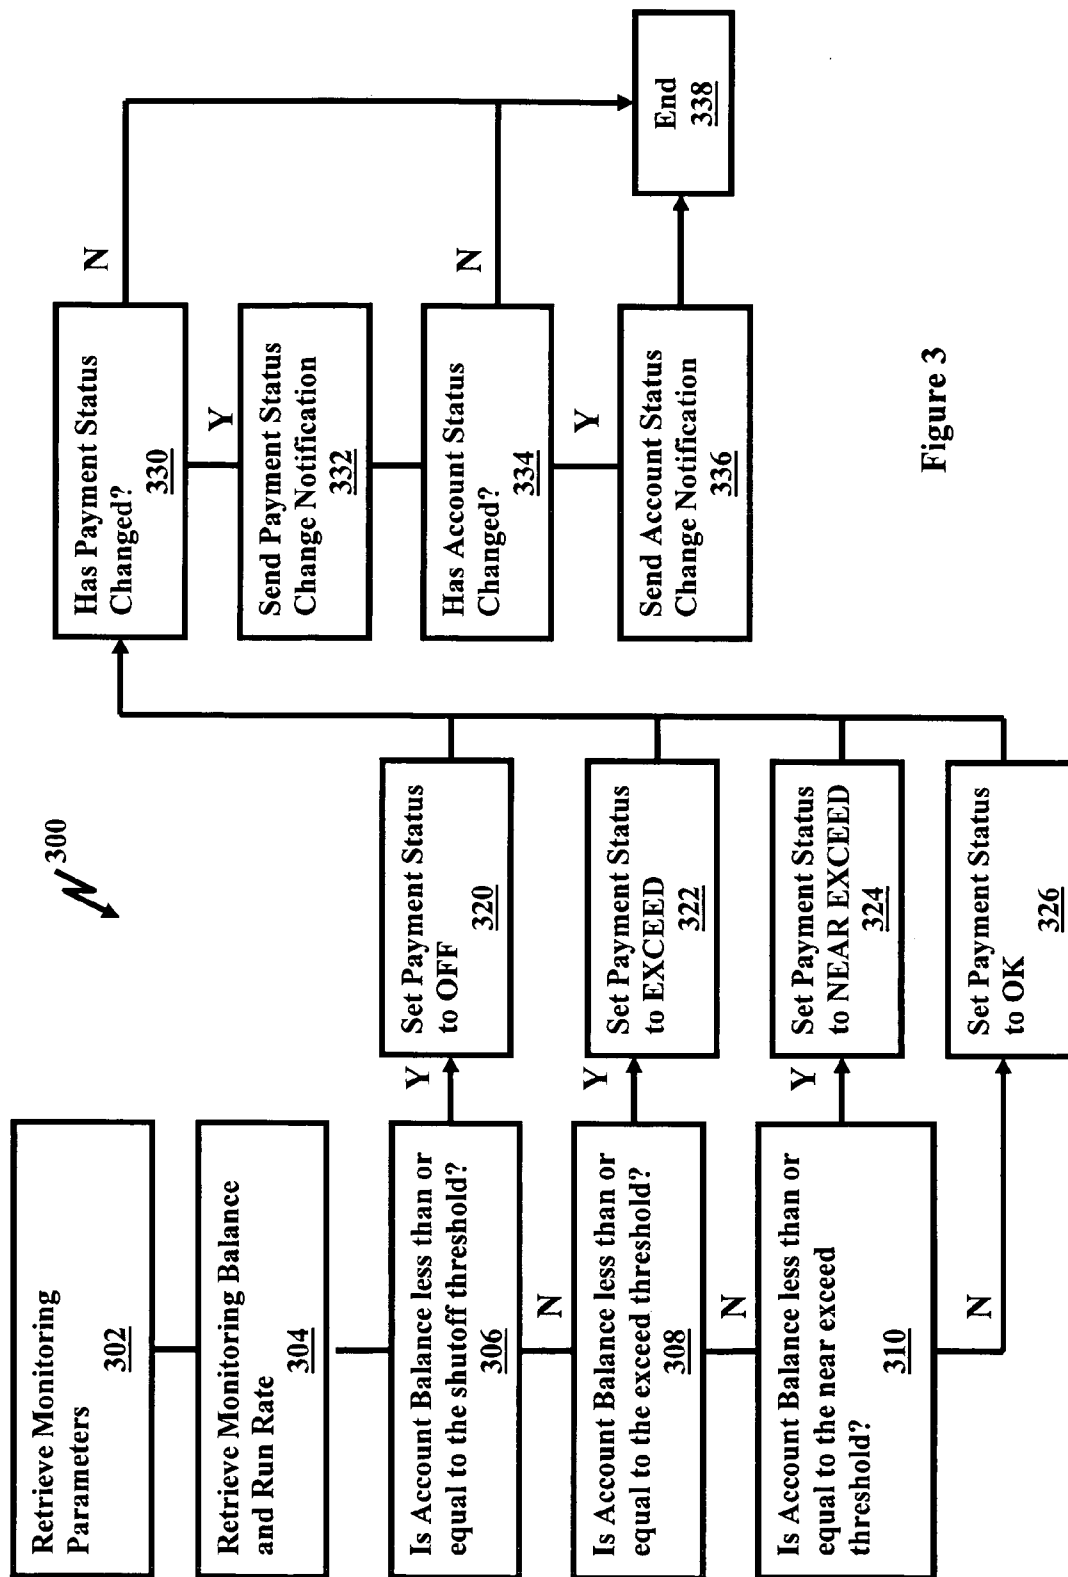 300
Retrieve Monitoring
Parameters
302
Retrieve Monitoring Balance
and Run Rate
304
Is Account Balance less than or
equal to the shutoff threshold?
306
Y
Set Payment Status
to OFF
320
N
Is Account Balance less than or
equal to the exceed threshold?
308
Y
Set Payment Status
to EXCEED
322
N
Is Account Balance less than or
equal to the near exceed
threshold?
310
Y
Set Payment Status
to NEAR EXCEED
324
N
Set Payment Status
to OK
326
Has Payment Status
Changed?
330
N
Y
Send Payment Status
Change Notification
332
Has Account Status
Changed?
334
N
Y
Send Account Status
Change Notification
336
End
338
Figure 3